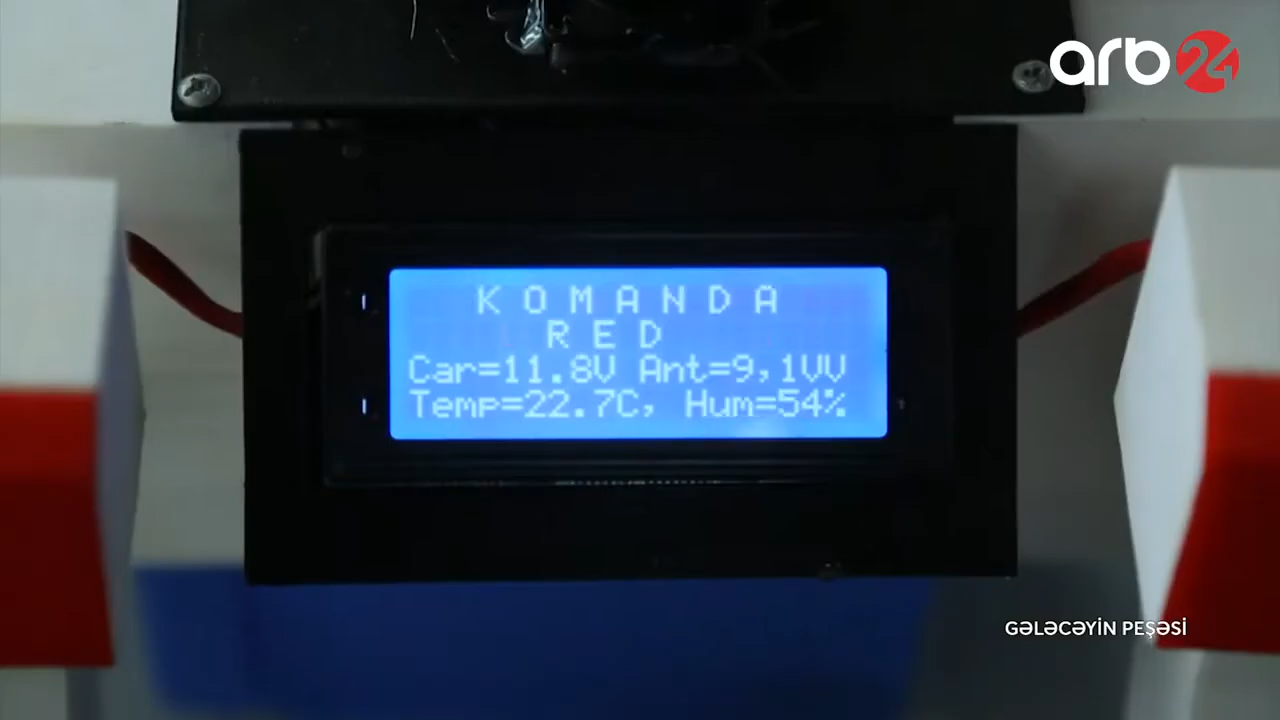 arb24
K O M A N D A
R E D
Car=11.8V Ant=9,1VV
Temp=22.7C, Hum=54%
GƏLƏCƏYİN PEŞƏSİ